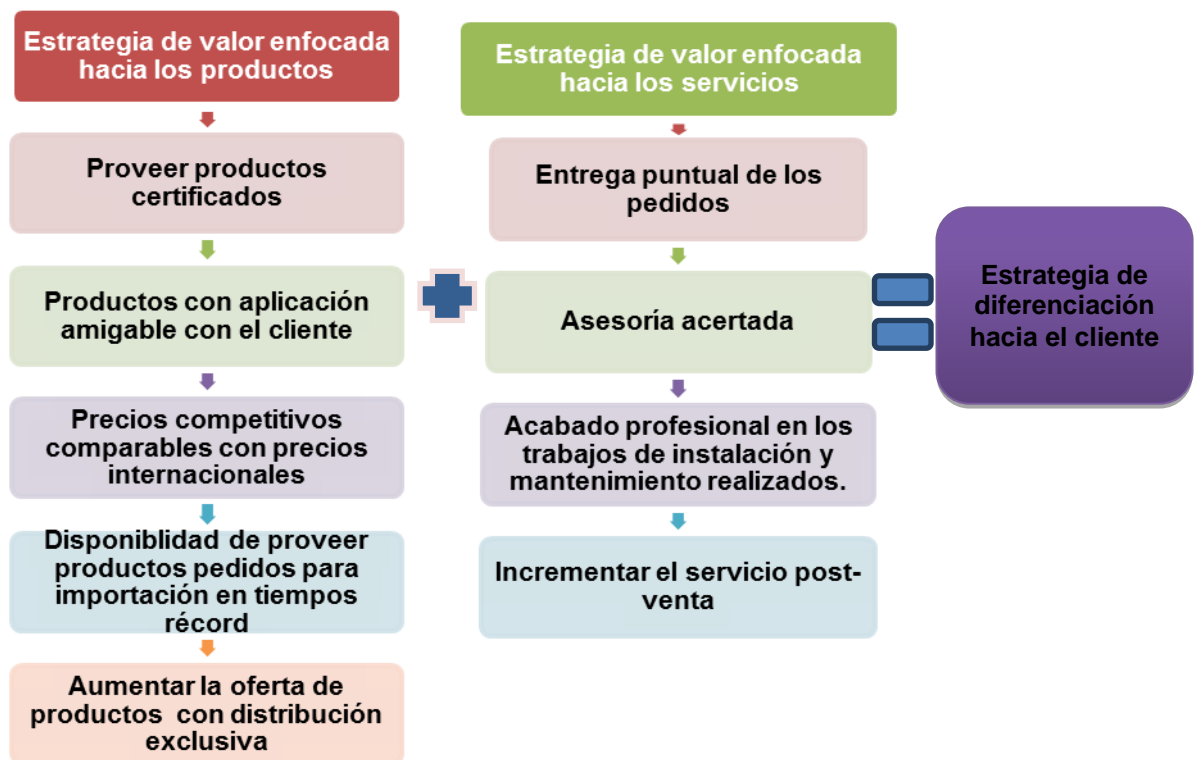 Estrategia de valor enfocada
hacia los productos
Proveer productos
certificados
Productos con aplicación
amigable con el cliente
Precios competitivos
comparables con precios
internacionales
Disponiblidad de proveer
productos pedidos para
importación en tiempos
récord
Aumentar la oferta de
productos con distribución
exclusiva
Estrategia de valor enfocada
hacia los servicios
Entrega puntual de los
pedidos
Asesoría acertada
Acabado profesional en los
trabajos de instalación y
mantenimiento realizados.
Incrementar el servicio post-
venta
Estrategia de
diferenciación
hacia el cliente